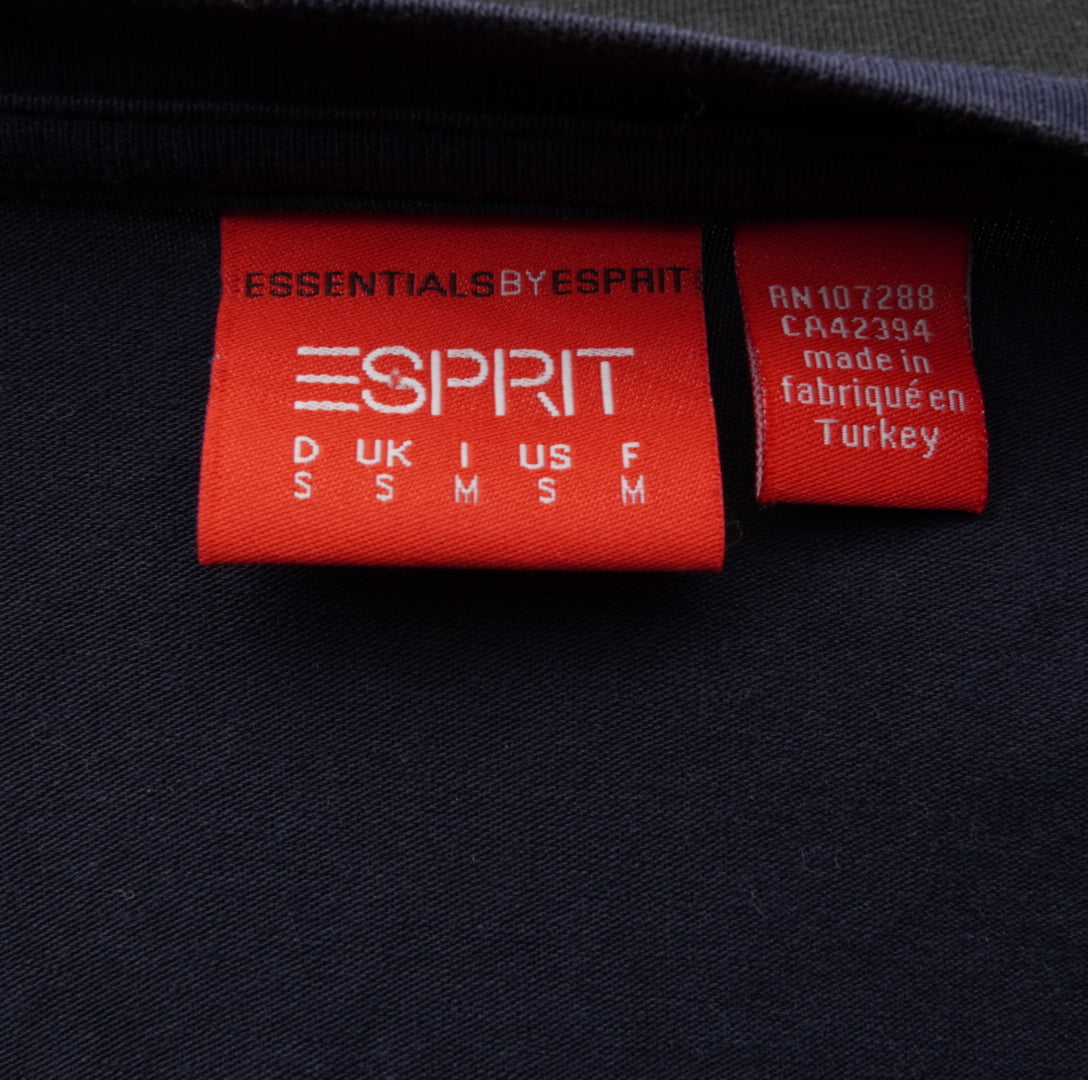 ESSENTIALSBYESPRIT
ESPRIT
D UK I US F
S S M S M
RN107288
CA42394
made in
fabriqué en
Turkey